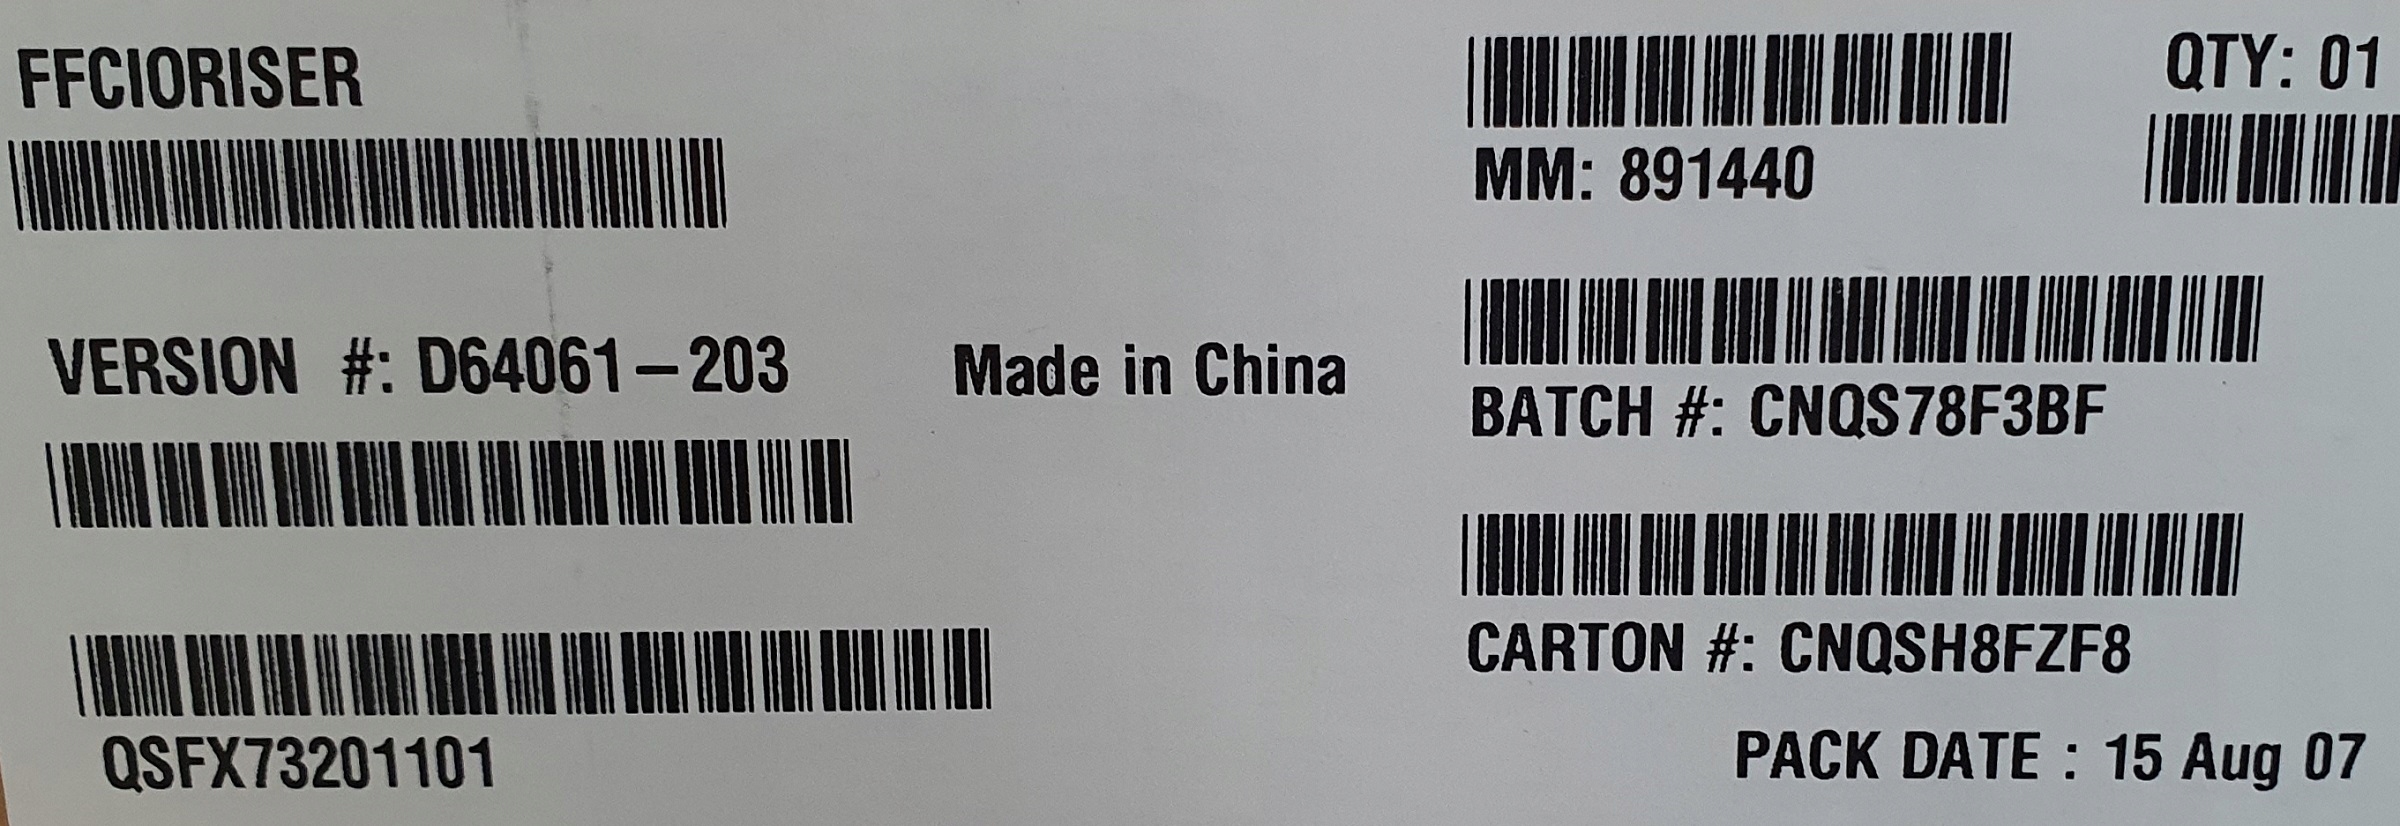 FFCIORISER
QTY: 01
MM: 891440
VERSION #: D64061-203
Made in China
BATCH #: CNQS78F3BF
CARTON #: CNQSH8FZF8
QSFX73201101
PACK DATE : 15 Aug 07